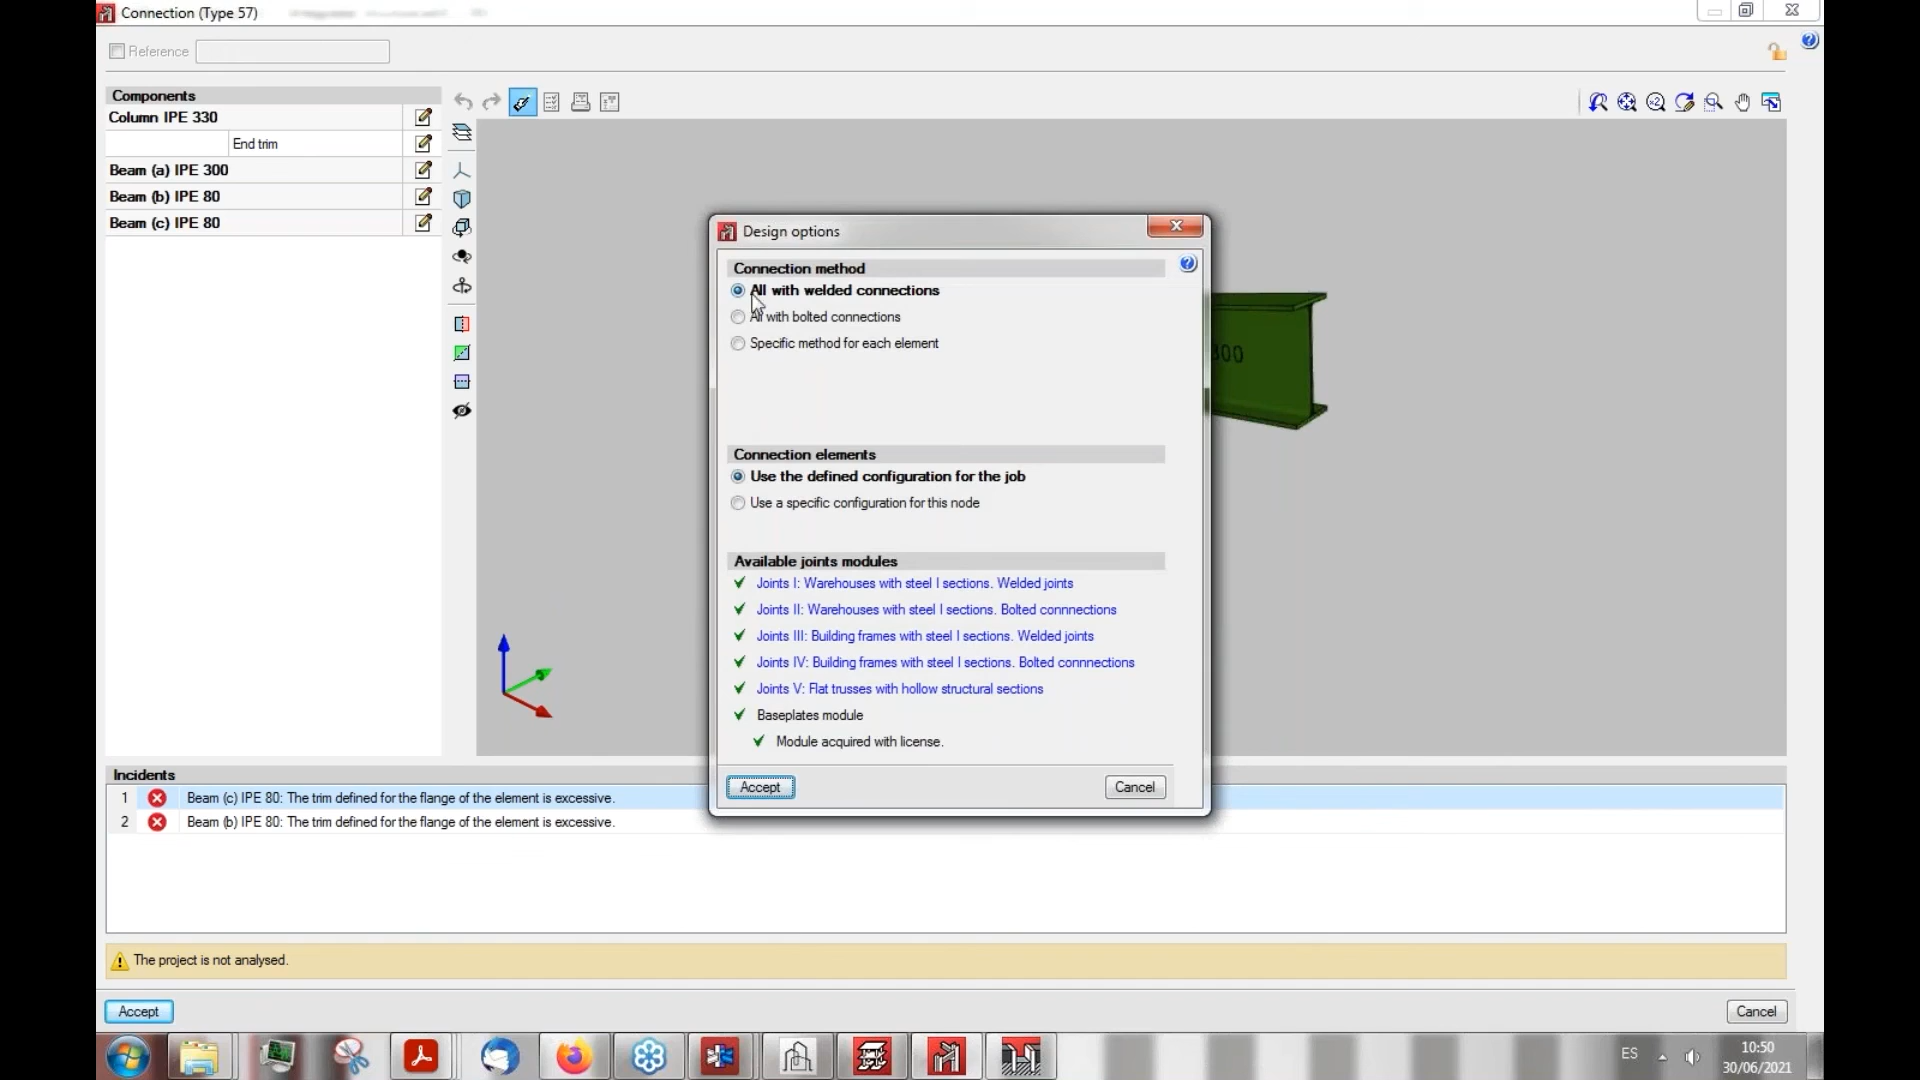 Connection (Type 57)
Reference
Components
Column IPE 330
End trim
Beam (a) IPE 300
Beam (b) IPE 80
Beam (c) IPE 80
Design options
Connection method
All with welded connections
All with bolted connections
Specific method for each element
300
Connection elements
Use the defined configuration for the job
Use a specific configuration for this node
Available joints modules
Joints I: Warehouses with steel I sections. Welded joints
Joints II: Warehouses with steel I sections. Bolted connnections
Joints III: Building frames with steel I sections. Welded joints
Joints IV: Building frames with steel I sections. Bolted connnections
Joints V: Flat trusses with hollow structural sections
Baseplates module
Module acquired with license.
Accept
Cancel
Incidents
1 Beam (c) IPE 80: The trim defined for the flange of the element is excessive.
2 Beam (b) IPE 80: The trim defined for the flange of the element is excessive.
The project is not analysed.
Accept
Cancel
ES
10:50
30/06/2021